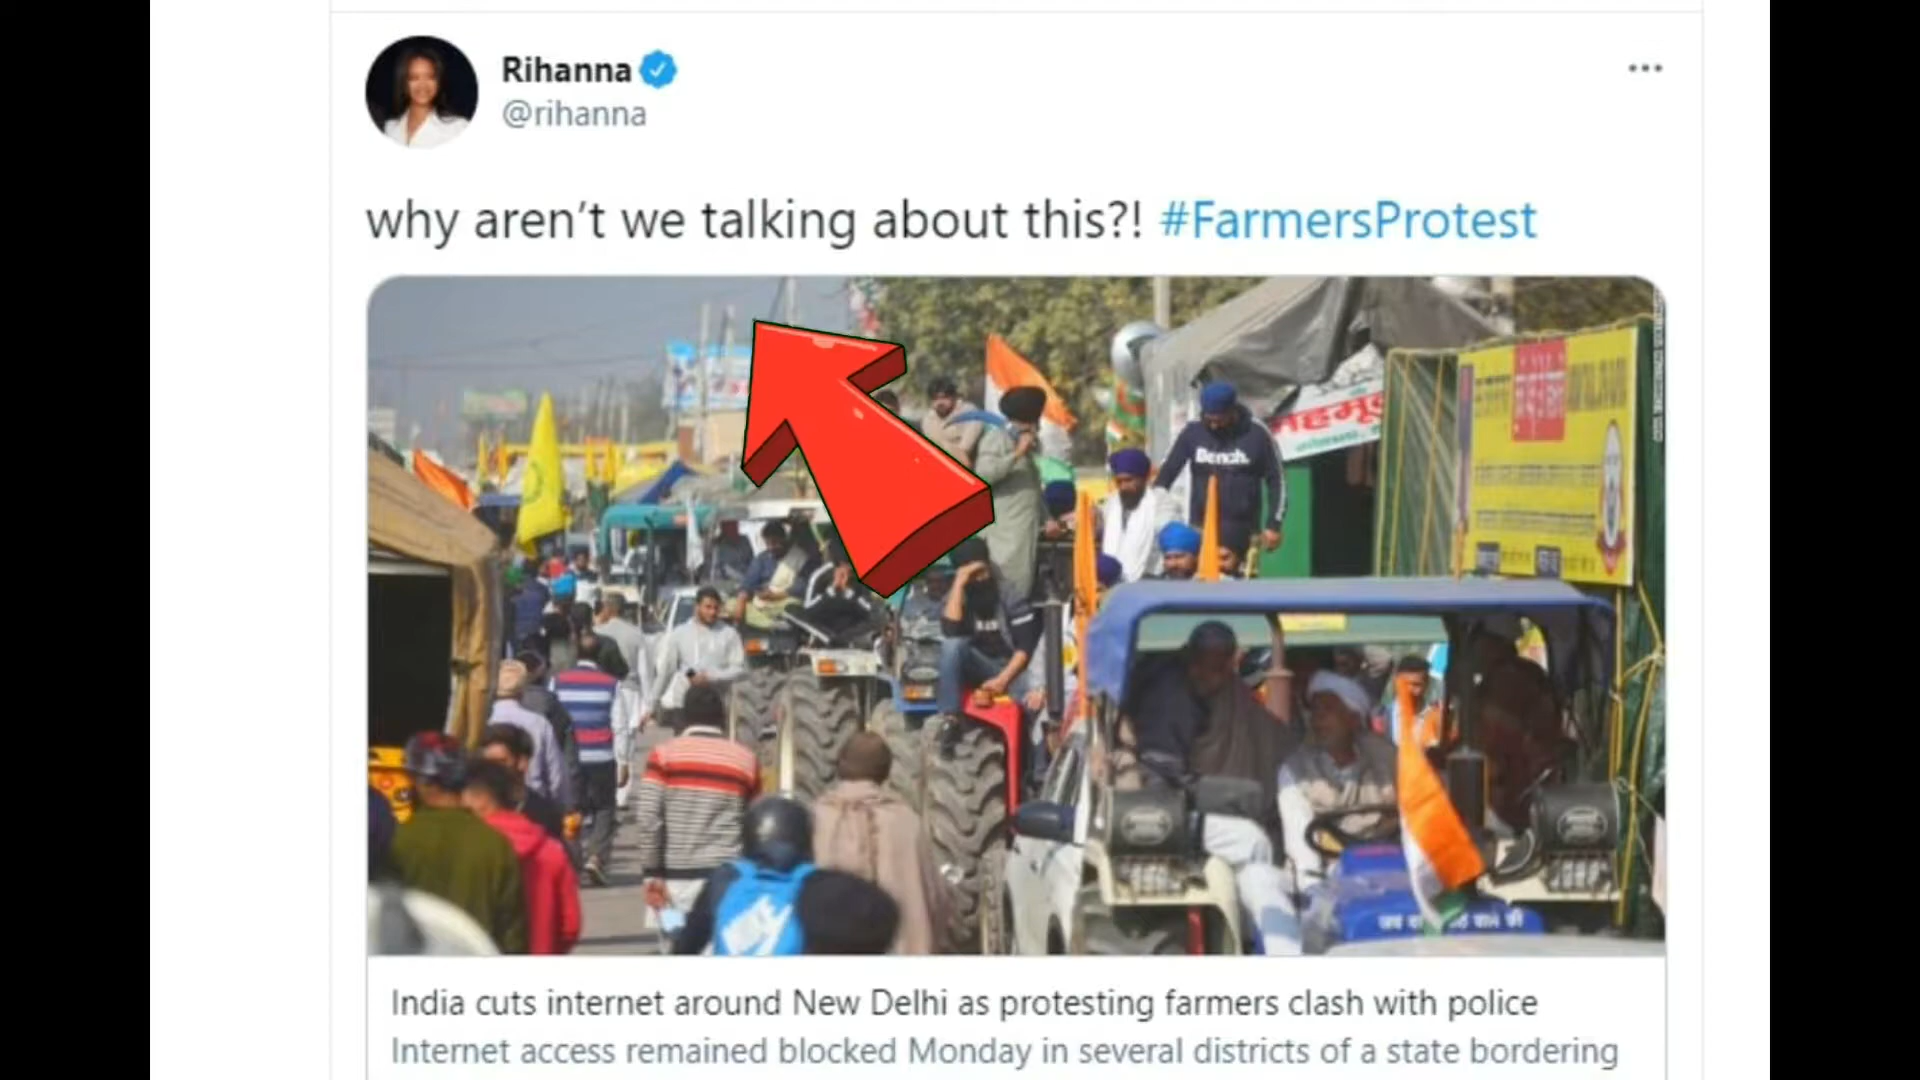 Rihanna
@rihanna
why aren't we talking about this?! #FarmersProtest
Bench.
India cuts internet around New Delhi as protesting farmers clash with police
Internet access remained blocked Monday in several districts of a state bordering